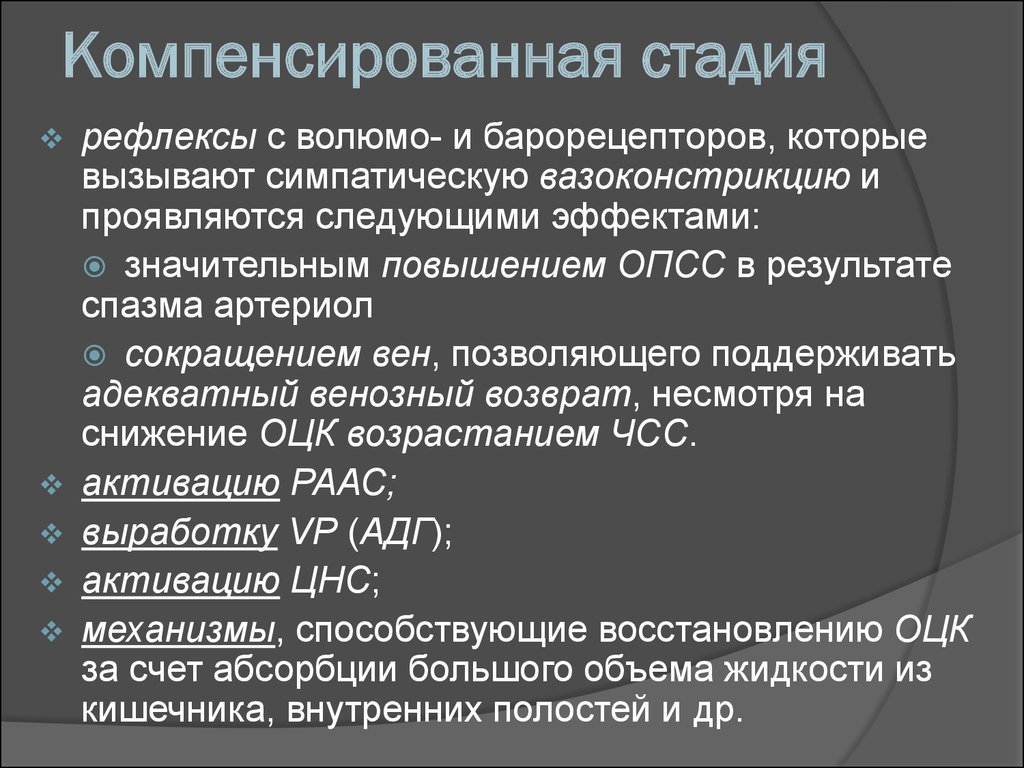 Компенсированная стадия
рефлексы с волюмо- и барорецепторов, которые
вызывают симпатическую вазоконстрикцию и
проявляются следующими эффектами:
значительным повышением ОПСС в результате
спазма артериол
сокращением вен, позволяющего поддерживать
адекватный венозный возврат, несмотря на
снижение ОЦК возрастанием ЧСС.
активацию РААС;
выработку VP (АДГ);
активацию ЦНС;
механизмы, способствующие восстановлению ОЦК
за счет абсорбции большого объема жидкости из
кишечника, внутренних полостей и др.